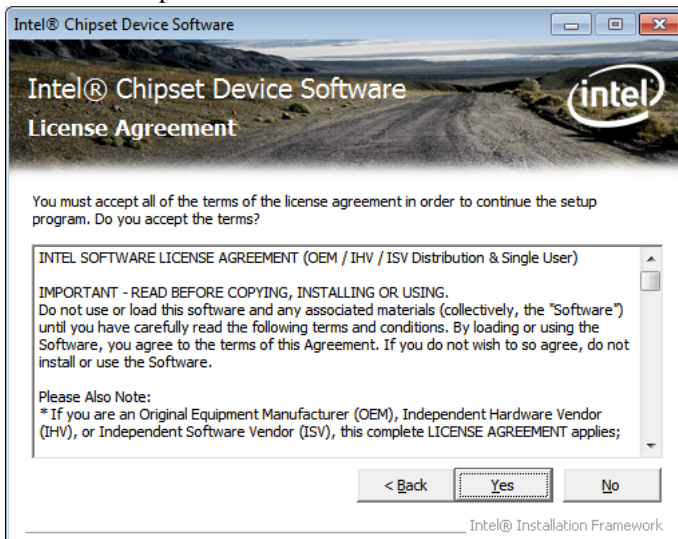 Intel® Chipset Device Software
Intel® Chipset Device Software
intel
License Agreement
You must accept all of the terms of the license agreement in order to continue the setup
program. Do you accept the terms?
INTEL SOFTWARE LICENSE AGREEMENT (OEM / IHV / ISV Distribution & Single User)
IMPORTANT - READ BEFORE COPYING, INSTALLING OR USING.
Do not use or load this software and any associated materials (collectively, the "Software")
until you have carefully read the following terms and conditions. By loading or using the
Software, you agree to the terms of this Agreement. If you do not wish to so agree, do not
install or use the Software.
Please Also Note:
* If you are an Original Equipment Manufacturer (OEM), Independent Hardware Vendor
(IHV), or Independent Software Vendor (ISV), this complete LICENSE AGREEMENT applies;
< Back Yes No
Intel® Installation Framework